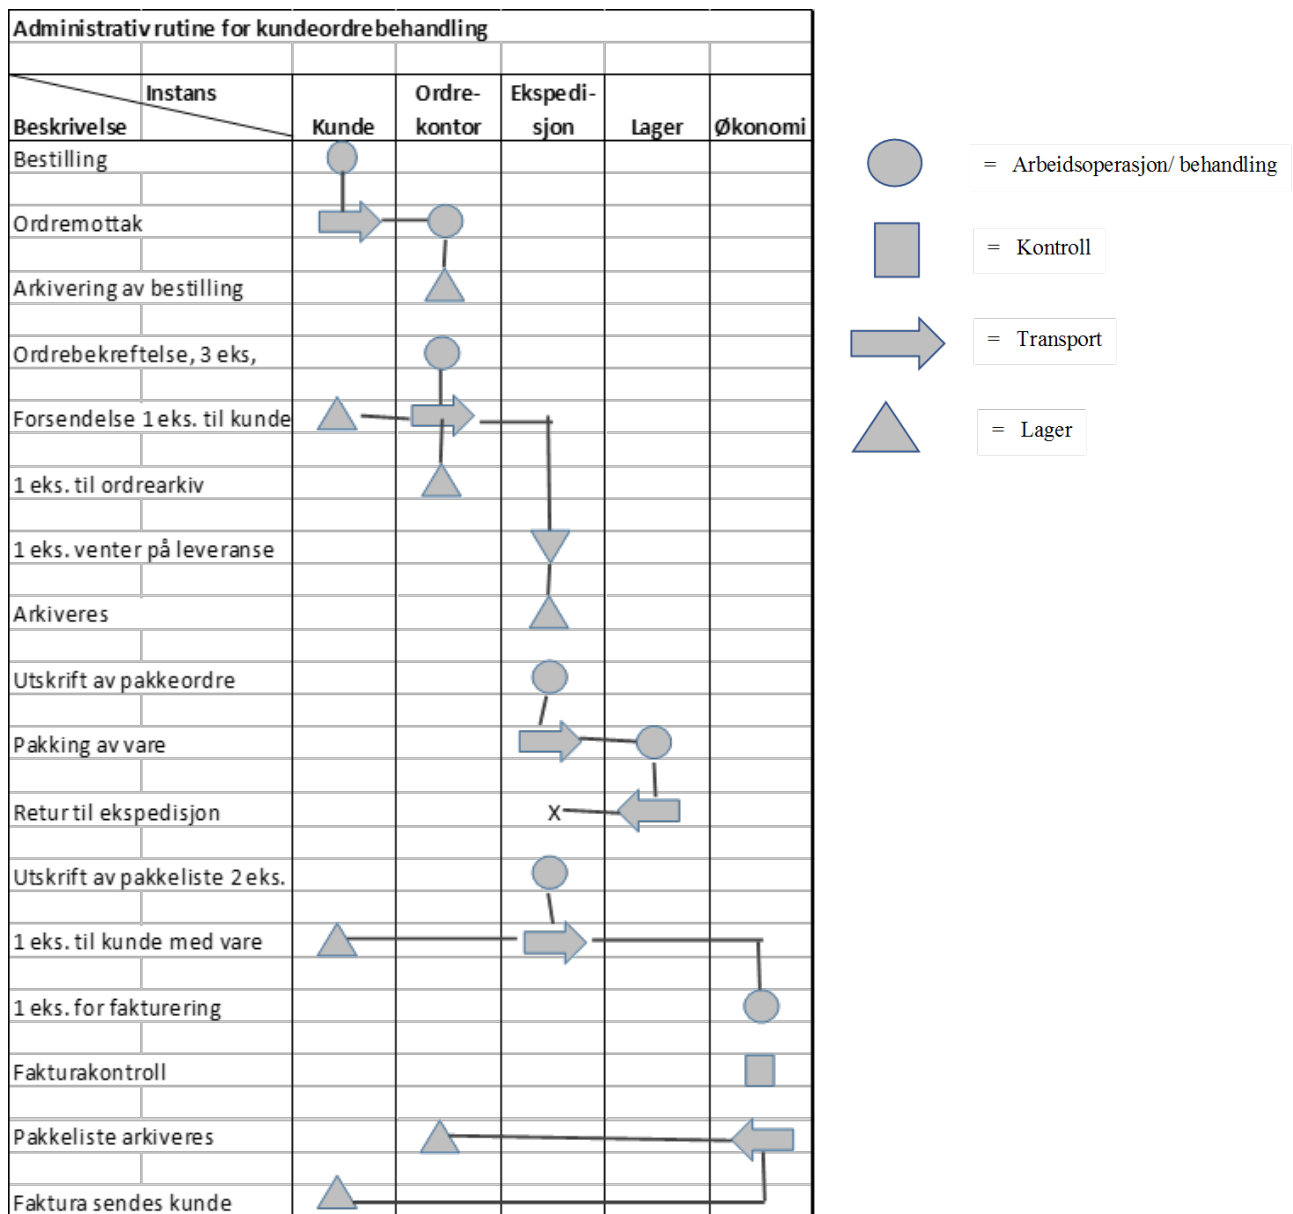 Administrativ rutine for kundeordrebehandling
Instans
Beskrivelse
Kunde
Ordre-
kontor
Ekspedi-
sjon
Lager
Økonomi
Bestilling
Ordremottak
Arkivering av bestilling
Ordrebekreftelse, 3 eks,
Forsendelse 1 eks. til kunde
1 eks. til ordrearkiv
1 eks. venter på leveranse
Arkiveres
Utskrift av pakkeordre
Pakking av vare
Retur til ekspedisjon
X
Utskrift av pakkeliste 2 eks.
1 eks. til kunde med vare
1 eks. for fakturering
Fakturakontroll
Pakkeliste arkiveres
Faktura sendes kunde
= Arbeidsoperasjon/ behandling
= Kontroll
= Transport
= Lager